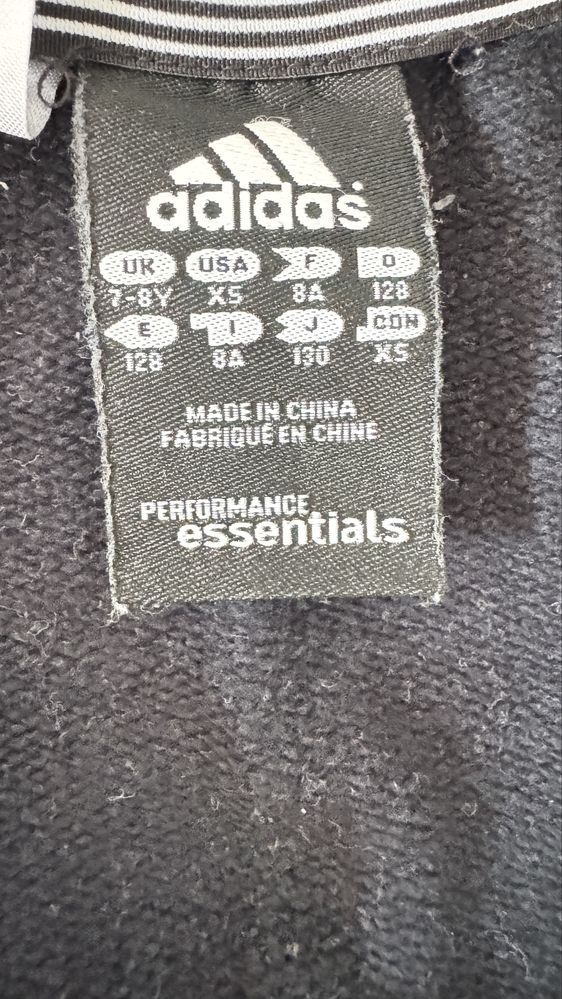 adidas
UK USA F D
7-8Y XS 8A 128
E I J CDN
128 8A 130 XS
MADE IN CHINA
FABRIQUÉ EN CHINE
PERFORMANCE
essentials